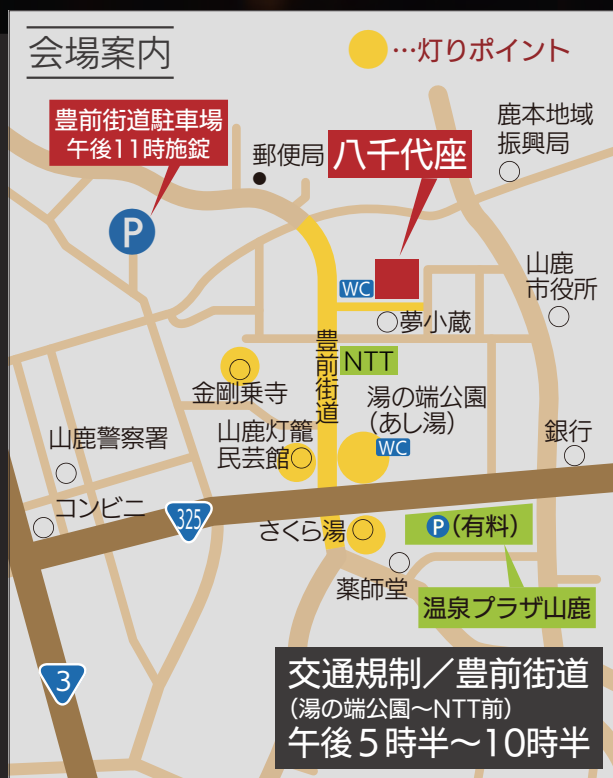 会場案内
…灯りポイント
豊前街道駐車場
午後11時施錠
郵便局
八千代座
鹿本地域
振興局
P
山鹿
市役所
WC
夢小蔵
豊前街道
NTT
金剛乗寺
湯の端公園
(あし湯)
WC
山鹿灯籠
民芸館
銀行
山鹿警察署
コンビニ
325
さくら湯
P(有料)
薬師堂
温泉プラザ山鹿
3
交通規制／豊前街道
(湯の端公園〜NTT前)
午後5時半〜10時半